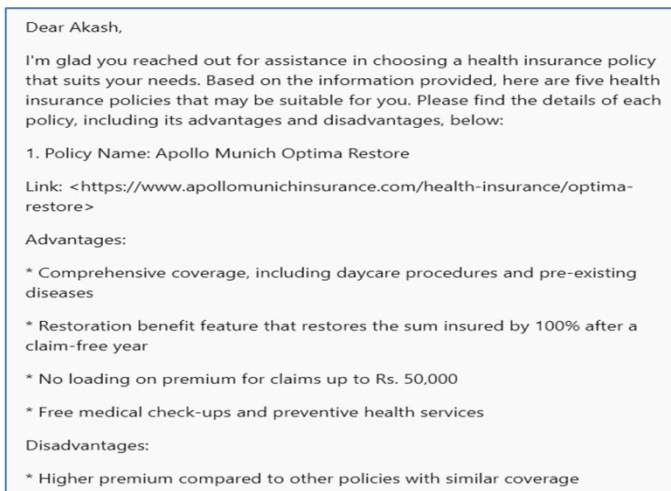 Dear Akash,
I'm glad you reached out for assistance in choosing a health insurance policy
that suits your needs. Based on the information provided, here are five health
insurance policies that may be suitable for you. Please find the details of each
policy, including its advantages and disadvantages, below:
1. Policy Name: Apollo Munich Optima Restore
Link: <https://www.apollomunichinsurance.com/health-insurance/optima-
restore>
Advantages:
* Comprehensive coverage, including daycare procedures and pre-existing
diseases
* Restoration benefit feature that restores the sum insured by 100% after a
claim-free year
* No loading on premium for claims up to Rs. 50,000
* Free medical check-ups and preventive health services
Disadvantages:
* Higher premium compared to other policies with similar coverage